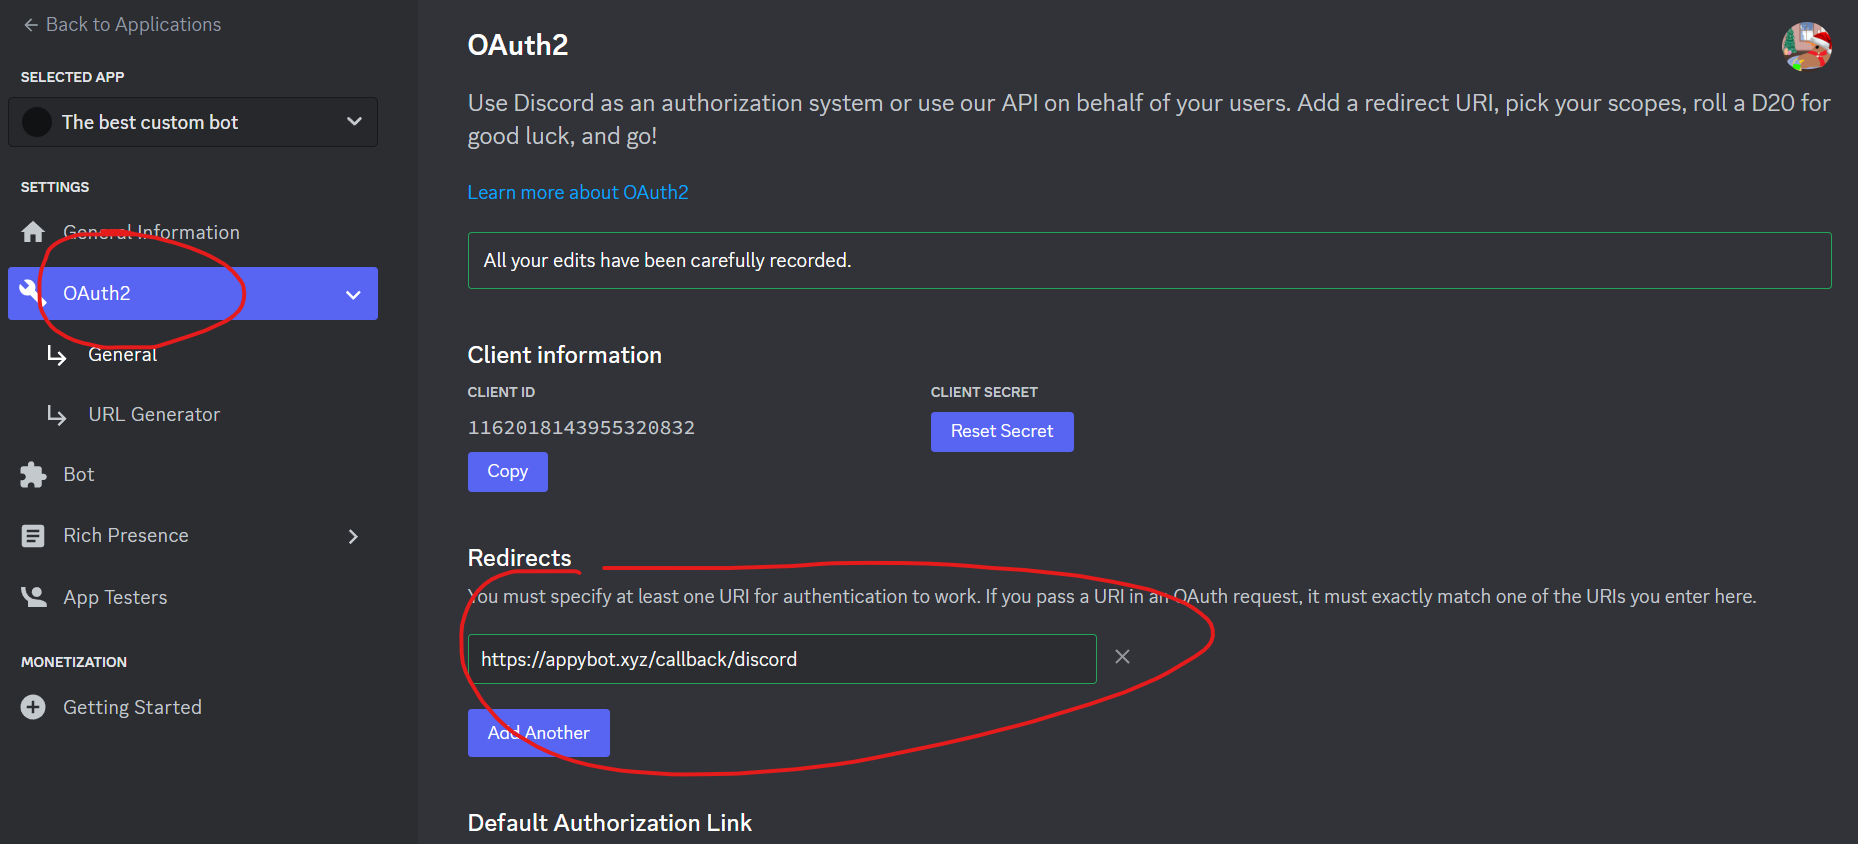 Back to Applications
SELECTED APP
The best custom bot
SETTINGS
General Information
OAuth2
General
URL Generator
Bot
Rich Presence
App Testers
MONETIZATION
Getting Started
OAuth2
Use Discord as an authorization system or use our API on behalf of your users. Add a redirect URI, pick your scopes, roll a D20 for
good luck, and go!
Learn more about OAuth2
All your edits have been carefully recorded.
Client information
CLIENT ID
1162018143955320832
Copy
CLIENT SECRET
Reset Secret
Redirects
You must specify at least one URI for authentication to work. If you pass a URI in an OAuth request, it must exactly match one of the URIs you enter here.
https://appybot.xyz/callback/discord
Add Another
Default Authorization Link